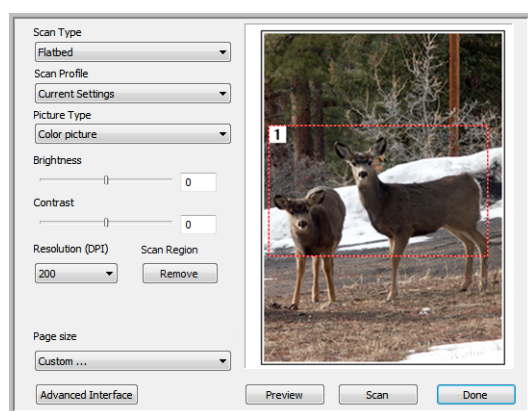 Scan Type
Flatbed
Scan Profile
Current Settings
Picture Type
Color picture
Brightness
0
Contrast
0
Resolution (DPI)
Scan Region
200
Remove
Page size
Custom ...
1
Advanced Interface
Preview
Scan
Done